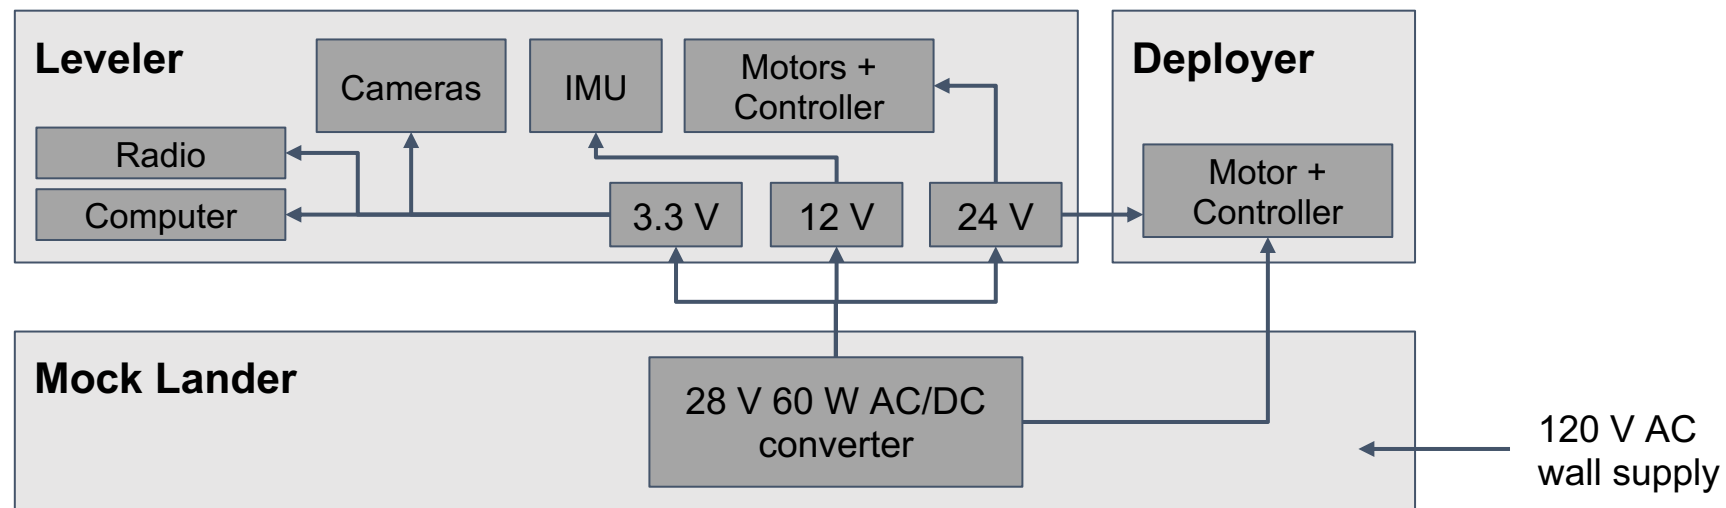 Leveler
Cameras
IMU
Motors +
Controller
Radio
Computer
3.3 V
12 V
24 V
Deployer
Motor +
Controller
Mock Lander
28 V 60 W AC/DC
converter
120 V AC
wall supply